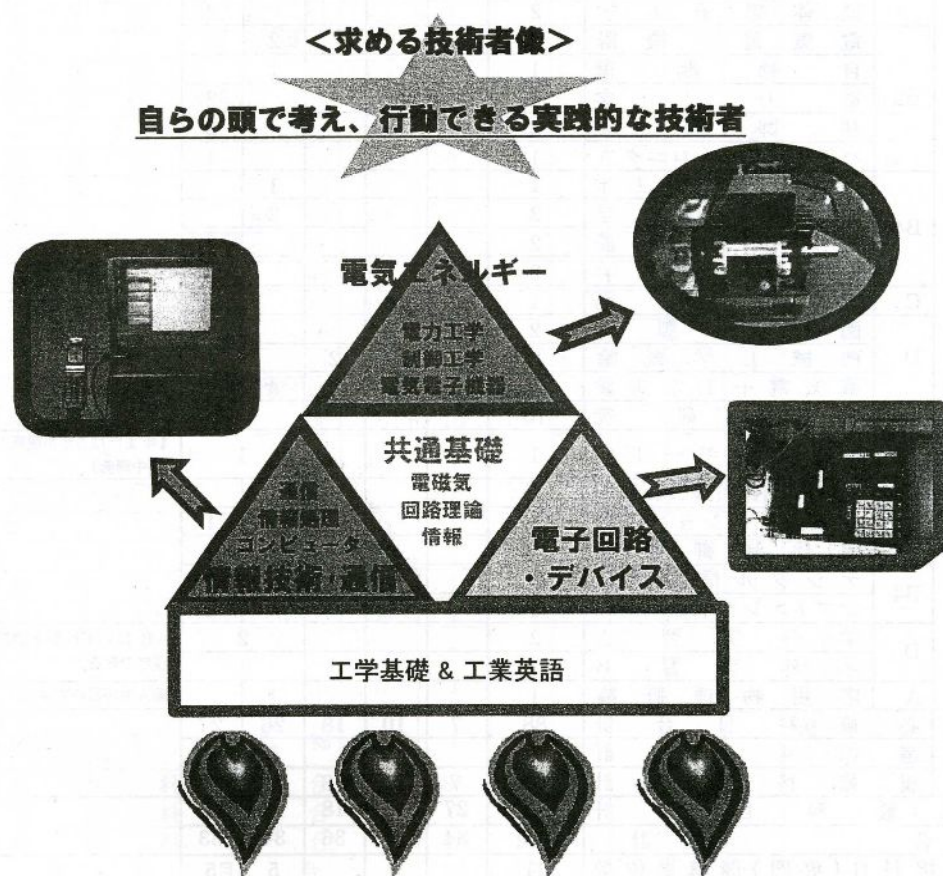 <求める技術者像>
自らの頭で考え、行動できる実践的な技術者
電気エネルギー
電力工学
制御工学
電気電子機器
共通基礎
電磁気
回路理論
情報
通信
情報処理
コンピュータ
情報技術・通信
電子回路
・デバイス
工学基礎 & 工業英語